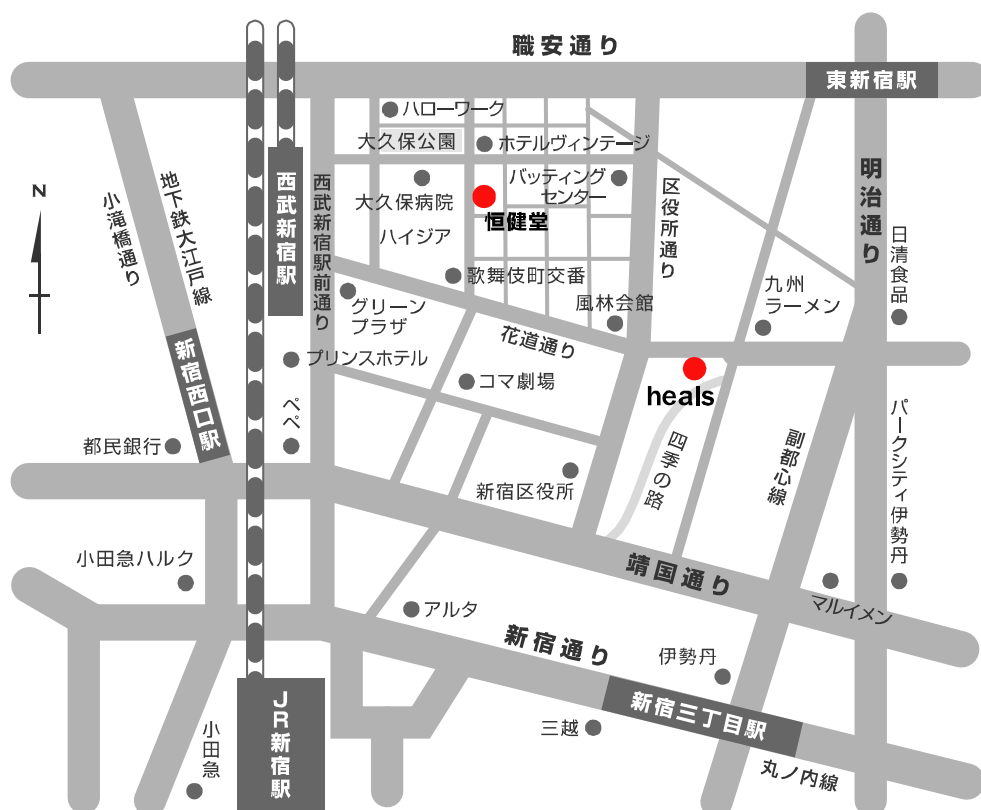 職安通り
東新宿駅
ハローワーク
大久保公園
ホテルヴィンテージ
明治通り
地下鉄大江戸線
小滝橋通り
西武新宿駅
西武新宿駅前通り
大久保病院
ハイジア
恒健堂
バッティング
センター
区役所通り
N
日清食品
歌舞伎町交番
九州
ラーメン
風林会館
グリーン
プラザ
花道通り
新宿西口駅
プリンスホテル
コマ劇場
heals
ペペ
都民銀行
新宿区役所
四季の路
副都心線
パークシティ伊勢丹
小田急ハルク
靖国通り
マルイメン
アルタ
新宿通り
伊勢丹
新宿三丁目駅
三越
丸ノ内線
JR新宿駅
小田急